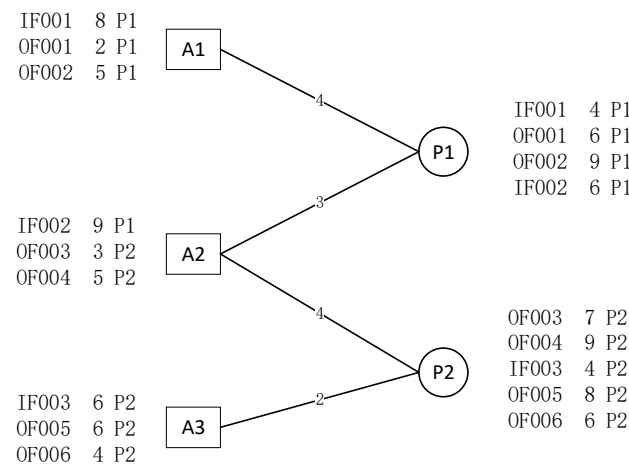 IF001 8 P1
OF001 2 P1
OF002 5 P1
A1
4
IF001 4 P1
OF001 6 P1
OF002 9 P1
IF002 6 P1
P1
3
IF002 9 P1
OF003 3 P2
OF004 5 P2
A2
4
OF003 7 P2
OF004 9 P2
IF003 4 P2
OF005 8 P2
OF006 6 P2
P2
2
IF003 6 P2
OF005 6 P2
OF006 4 P2
A3